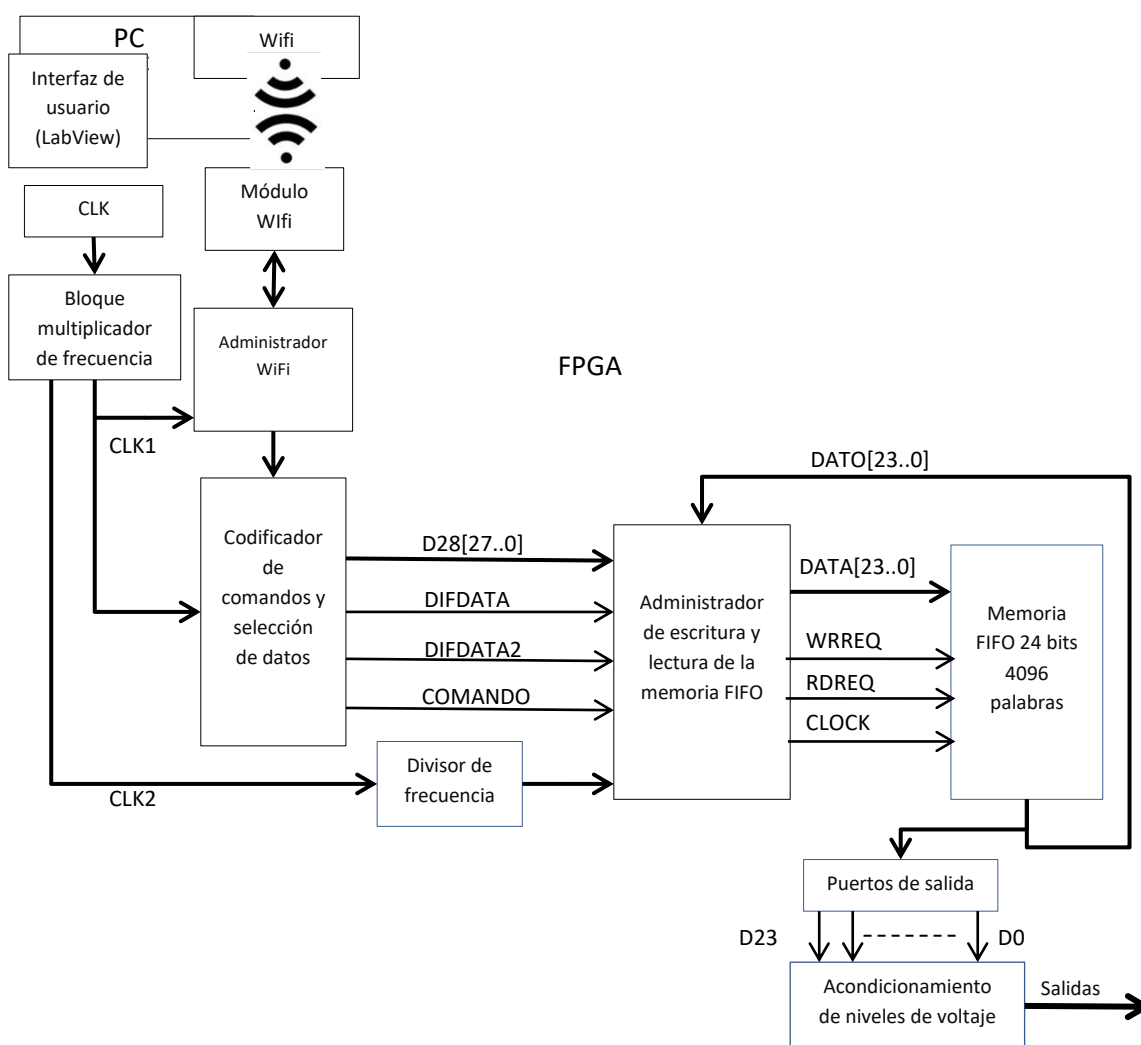 PC
Wifi
Interfaz de
usuario
(LabView)
Módulo
WIfi
CLK
Bloque
multiplicador
de frecuencia
Administrador
WiFi
FPGA
CLK1
DATO[23..0]
Codificador
de
comandos y
selección
de datos
D28[27..0]
DIFDATA
DIFDATA2
COMANDO
Administrador
de escritura y
lectura de la
memoria FIFO
DATA[23..0]
WRREQ
RDREQ
CLOCK
Memoria
FIFO 24 bits
4096
palabras
CLK2
Divisor de
frecuencia
Puertos de salida
D23
D0
Acondicionamiento
de niveles de voltaje
Salidas